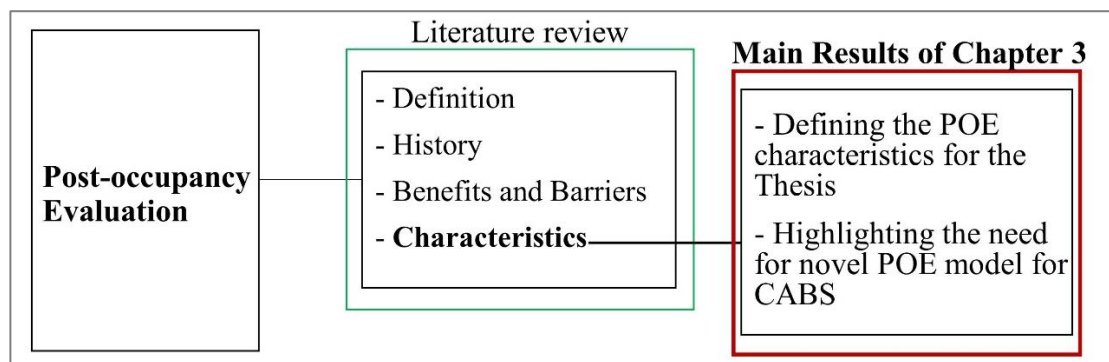 Post-occupancy
Evaluation
Literature review
- Definition
- History
- Benefits and Barriers
- Characteristics
Main Results of Chapter 3
- Defining the POE
characteristics for the
Thesis
- Highlighting the need
for novel POE model for
CABS